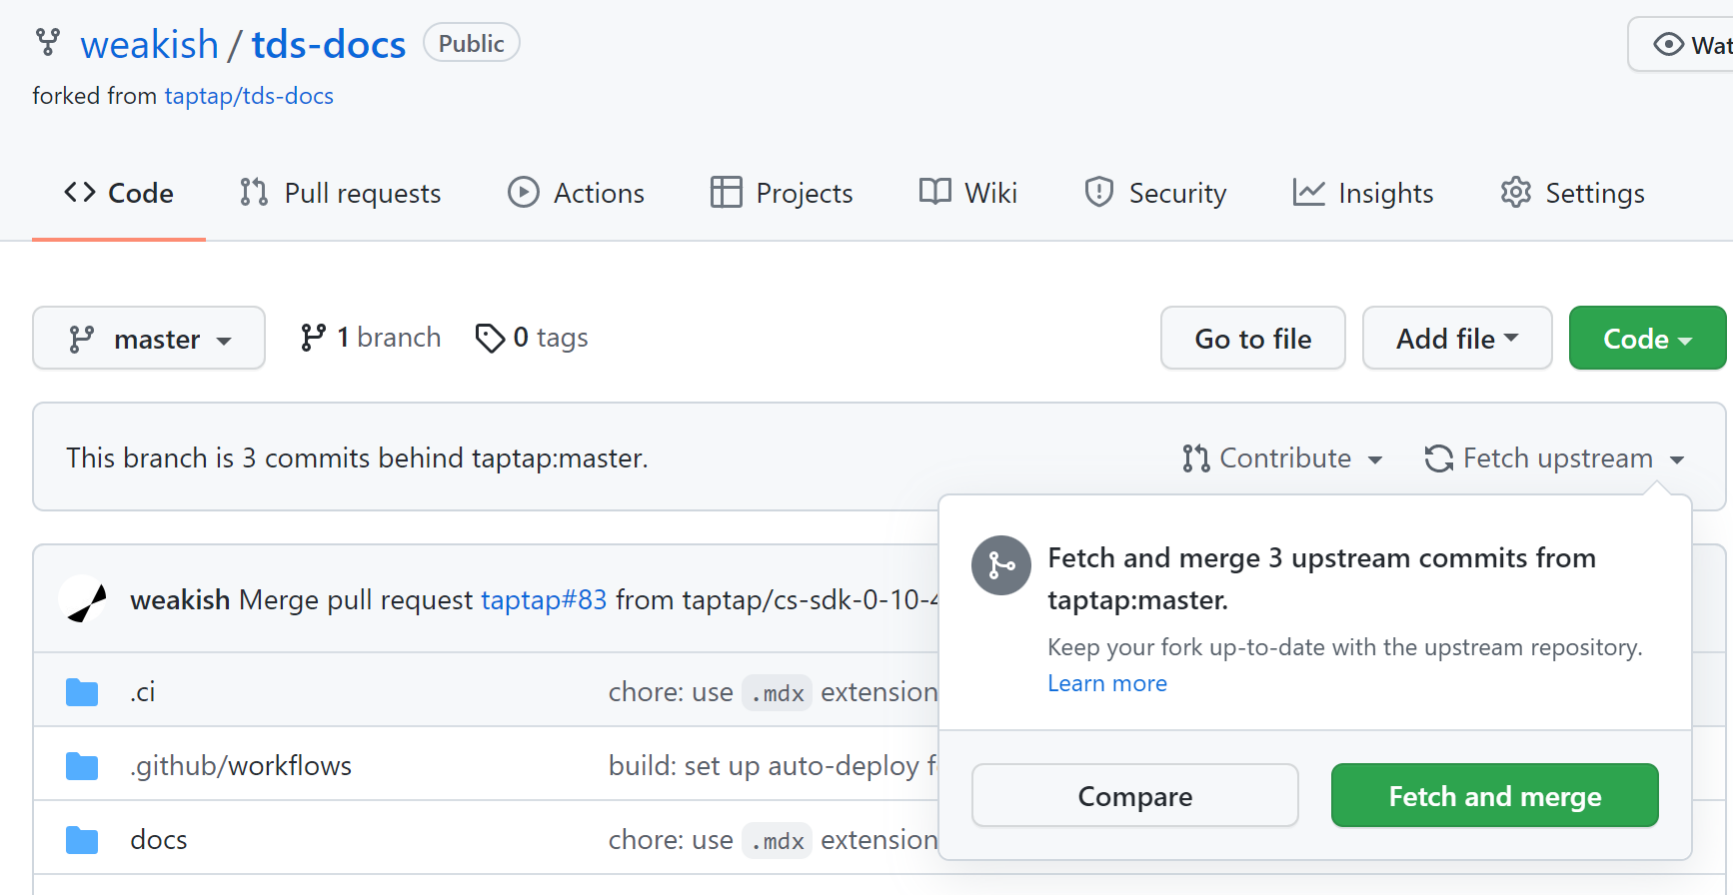 weakish / tds-docs Public Wat
forked from taptap/tds-docs
Code Pull requests Actions Projects Wiki Security Insights Settings
master 1 branch 0 tags Go to file Add file Code
This branch is 3 commits behind taptap:master. Contribute Fetch upstream
Fetch and merge 3 upstream commits from
taptap:master.
Keep your fork up-to-date with the upstream repository.
Learn more
Compare Fetch and merge
weakish Merge pull request taptap#83 from taptap/cs-sdk-0-10-4
.ci chore: use .mdx extension
.github/workflows build: set up auto-deploy f
docs chore: use .mdx extension